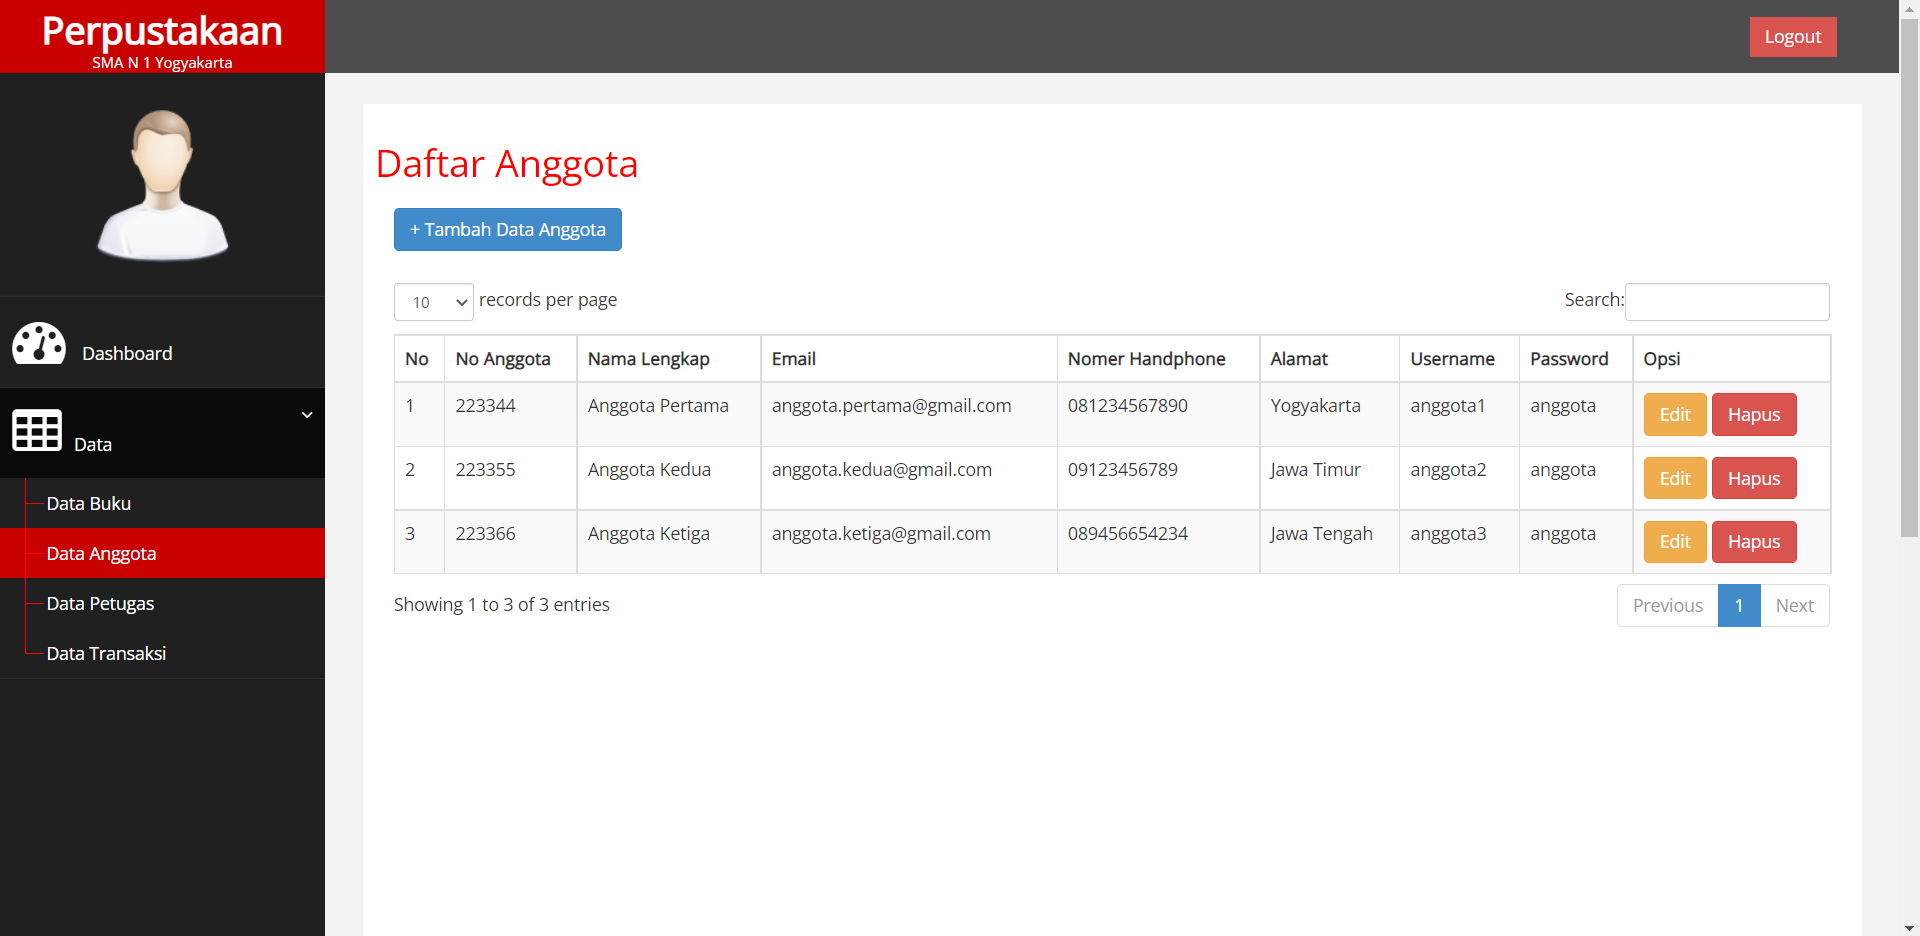 Perpustakaan
SMA N 1 Yogyakarta
Logout
Dashboard
Data
Data Buku
Data Anggota
Data Petugas
Data Transaksi
Daftar Anggota
+ Tambah Data Anggota
10 records per page
Search:
No No Anggota Nama Lengkap Email Nomer Handphone Alamat Username Password Opsi
1 223344 Anggota Pertama anggota.pertama@gmail.com 081234567890 Yogyakarta anggota1 anggota Edit Hapus
2 223355 Anggota Kedua anggota.kedua@gmail.com 09123456789 Jawa Timur anggota2 anggota Edit Hapus
3 223366 Anggota Ketiga anggota.ketiga@gmail.com 089456654234 Jawa Tengah anggota3 anggota Edit Hapus
Showing 1 to 3 of 3 entries
Previous 1 Next